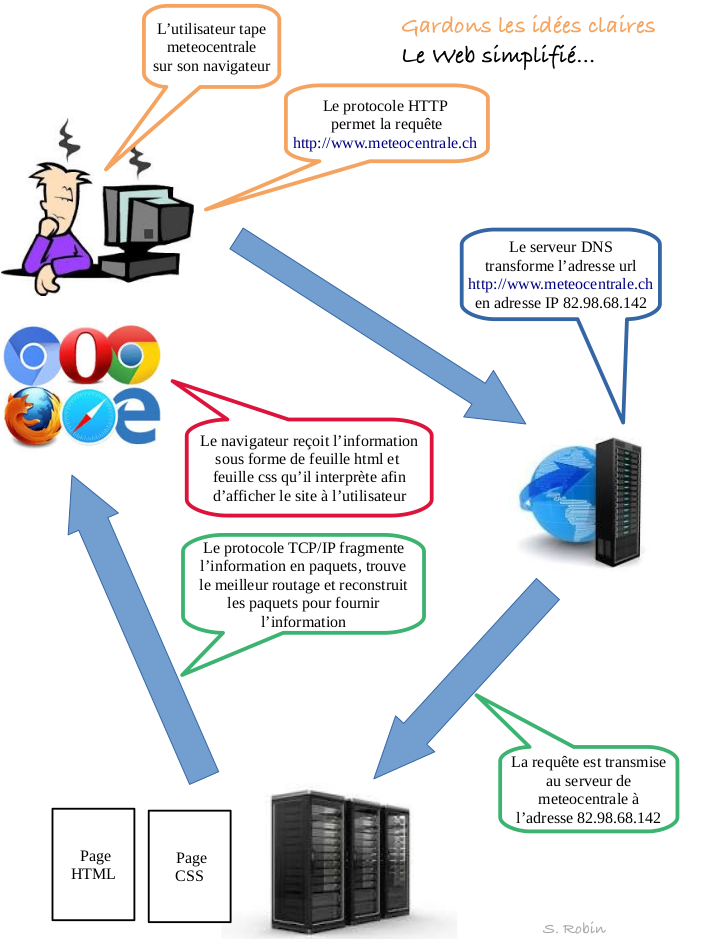 Gardons les idées claires
Le Web simplifié...
L’utilisateur tape
meteocentrale
sur son navigateur
Le protocole HTTP
permet la requête
http://www.meteocentrale.ch
Le serveur DNS
transforme l’adresse url
http://www.meteocentrale.ch
en adresse IP 82.98.68.142
Le navigateur reçoit l’information
sous forme de feuille html et
feuille css qu’il interprète afin
d’afficher le site à l’utilisateur
Le protocole TCP/IP fragmente
l’information en paquets, trouve
le meilleur routage et reconstruit
les paquets pour fournir
l’information
La requête est transmise
au serveur de
meteocentrale à
l’adresse 82.98.68.142
Page
HTML
Page
CSS
S. Robin